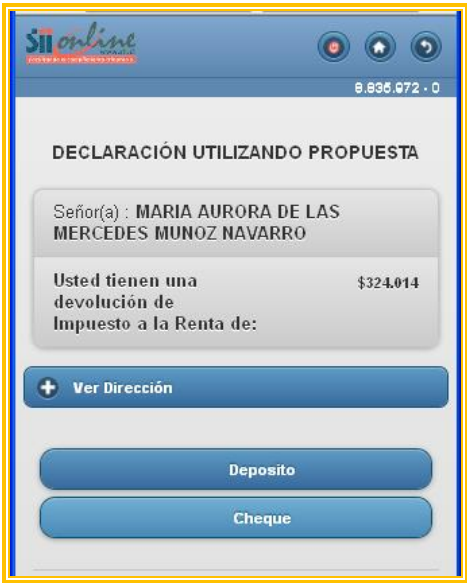 SII online
8.835.972 - 0
DECLARACIÓN UTILIZANDO PROPUESTA
Señor(a) : MARIA AURORA DE LAS
MERCEDES MUNOZ NAVARRO
Usted tienen una
devolución de
Impuesto a la Renta de:
$324.014
Ver Dirección
Deposito
Cheque